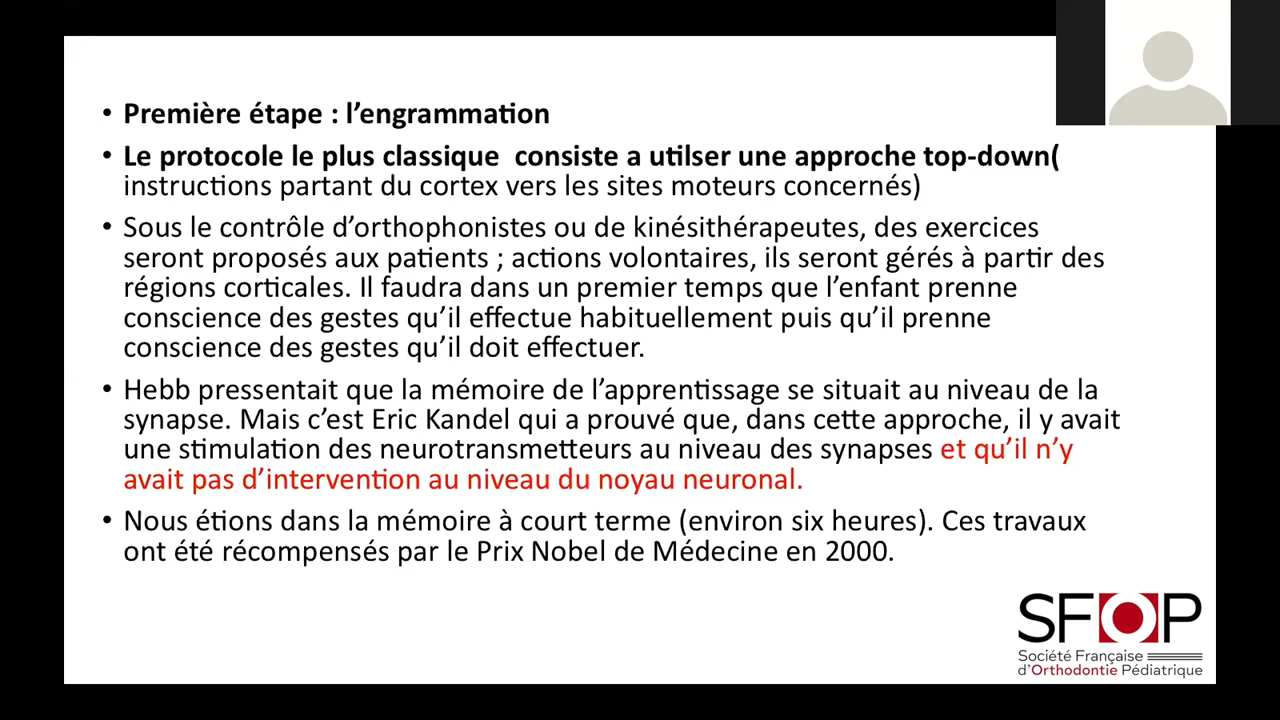 • Première étape : l’engrammation
• Le protocole le plus classique  consiste a utilser une approche top-down(
instructions partant du cortex vers les sites moteurs concernés)
• Sous le contrôle d’orthophonistes ou de kinésithérapeutes, des exercices
seront proposés aux patients ; actions volontaires, ils seront gérés à partir des
régions corticales. Il faudra dans un premier temps que l’enfant prenne
conscience des gestes qu’il effectue habituellement puis qu’il prenne
conscience des gestes qu’il doit effectuer.
• Hebb pressentait que la mémoire de l’apprentissage se situait au niveau de la
synapse. Mais c’est Eric Kandel qui a prouvé que, dans cette approche, il y avait
une stimulation des neurotransmetteurs au niveau des synapses et qu’il n’y
avait pas d’intervention au niveau du noyau neuronal.
• Nous étions dans la mémoire à court terme (environ six heures). Ces travaux
ont été récompensés par le Prix Nobel de Médecine en 2000.
SFOP
Société Française
d’Orthodontie Pédiatrique